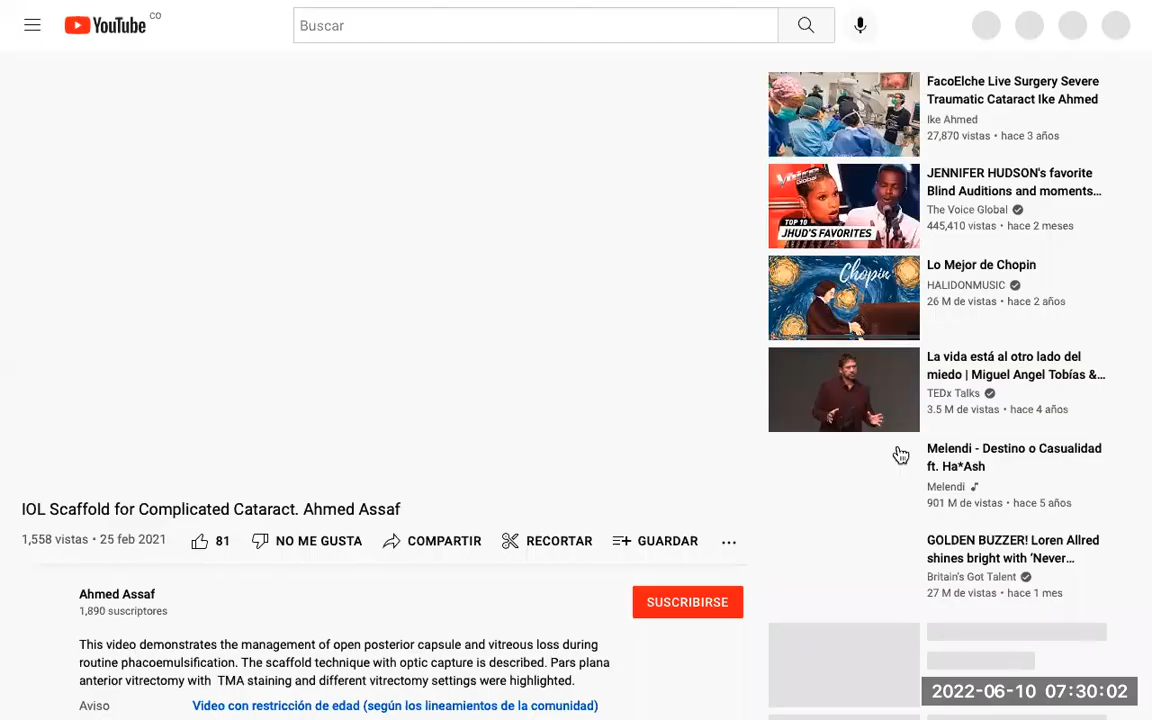 YouTube CO
Buscar
FacoElche Live Surgery Severe
Traumatic Cataract Ike Ahmed
Ike Ahmed
27,870 vistas • hace 3 años
The Voice Global
TOP 10
JHUD'S FAVORITES
JENNIFER HUDSON's favorite
Blind Auditions and moments...
The Voice Global
445,410 vistas • hace 2 meses
Chopin
Lo Mejor de Chopin
HALIDONMUSIC
26 M de vistas • hace 2 años
La vida está al otro lado del
miedo | Miguel Angel Tobías &...
TEDx Talks
3.5 M de vistas • hace 4 años
Melendi - Destino o Casualidad
ft. Ha*Ash
Melendi
901 M de vistas • hace 5 años
GOLDEN BUZZER! Loren Allred
shines bright with ‘Never...
Britain's Got Talent
27 M de vistas • hace 1 mes
IOL Scaffold for Complicated Cataract. Ahmed Assaf
1,558 vistas • 25 feb 2021
81 NO ME GUSTA COMPARTIR RECORTAR GUARDAR ...
Ahmed Assaf
1,890 suscriptores
SUSCRIBIRSE
This video demonstrates the management of open posterior capsule and vitreous loss during
routine phacoemulsification. The scaffold technique with optic capture is described. Pars plana
anterior vitrectomy with TMA staining and different vitrectomy settings were highlighted.
Aviso Video con restricción de edad (según los lineamientos de la comunidad)
2022-06-10 07:30:02